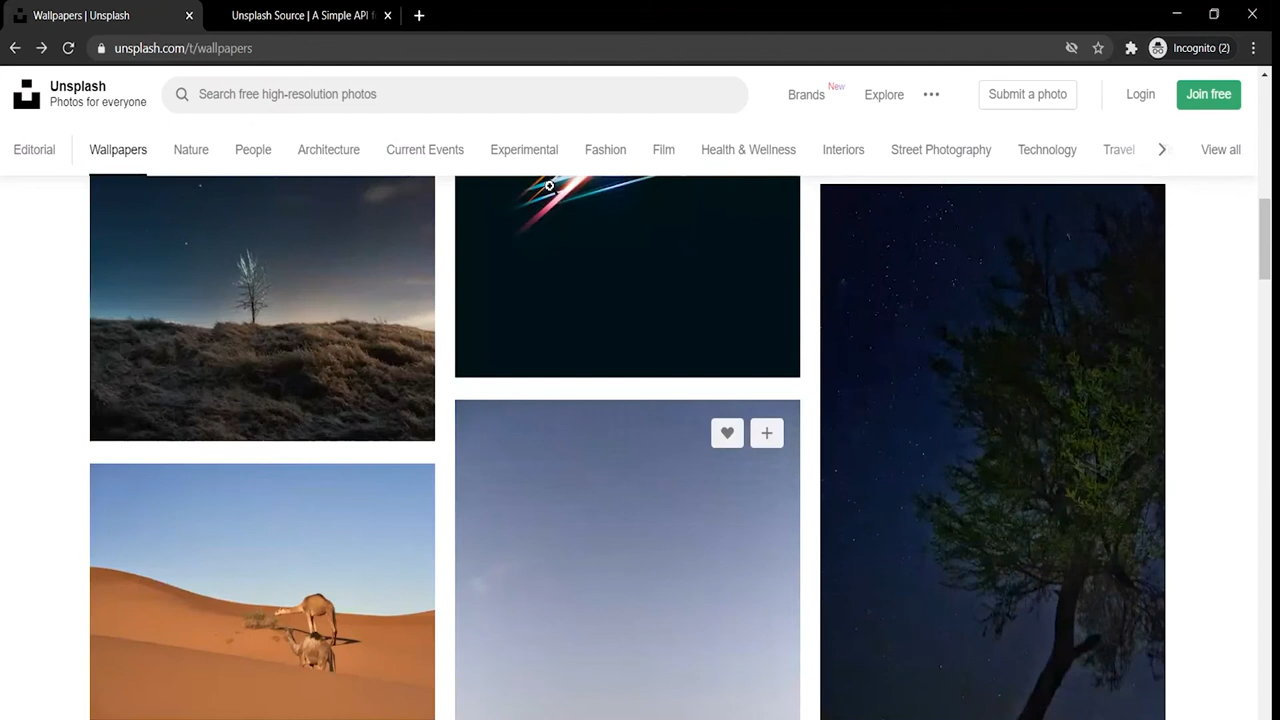 Wallpapers | Unsplash
Unsplash Source | A Simple API f
unsplash.com/t/wallpapers
Incognito (2)
Unsplash
Photos for everyone
Search free high-resolution photos
Brands New
Explore
Submit a photo
Login
Join free
Editorial
Wallpapers
Nature
People
Architecture
Current Events
Experimental
Fashion
Film
Health & Wellness
Interiors
Street Photography
Technology
Travel
View all